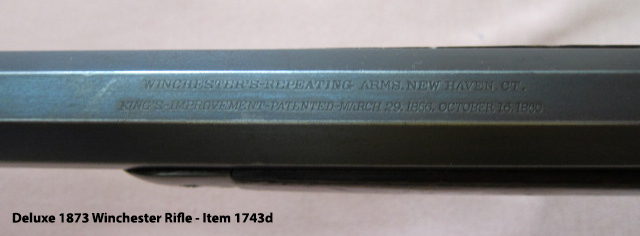 WINCHESTER'S-REPEATING-ARMS, NEW HAVEN, CT.
KING'S-IMPROVEMENT-PATENTED-MARCH 29, 1866, OCTOBER 16, 1860
Deluxe 1873 Winchester Rifle - Item 1743d